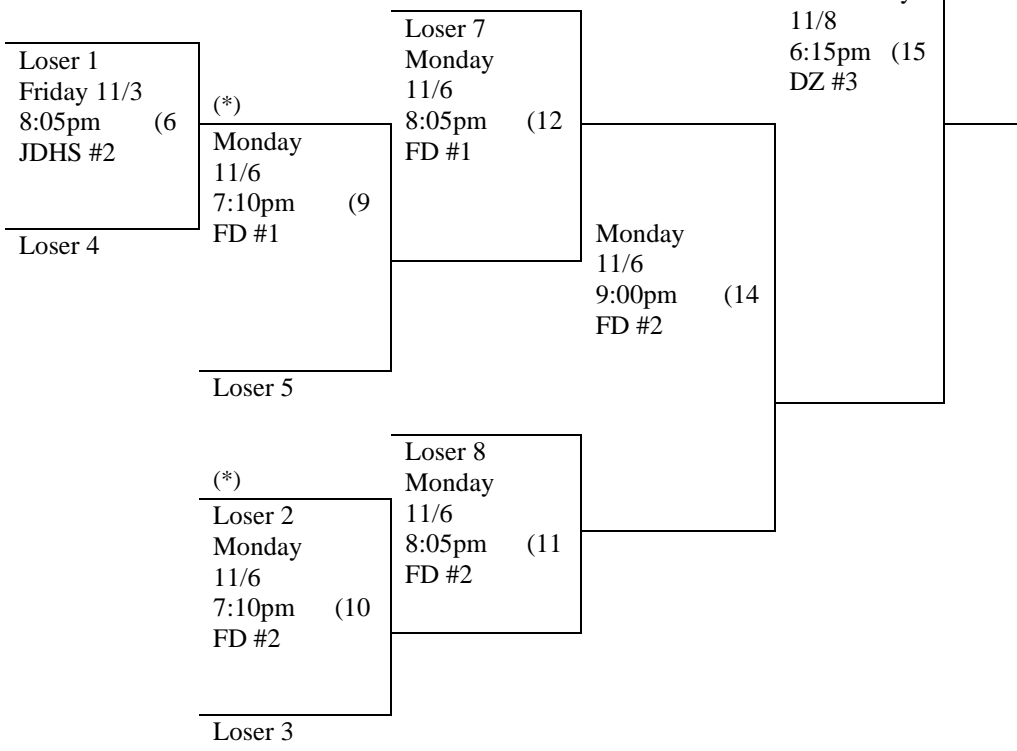 11/8
6:15pm (15
DZ #3
Loser 7
Monday
11/6
8:05pm (12
FD #1
Loser 1
Friday 11/3
8:05pm (6
JDHS #2
(*)
Monday
11/6
7:10pm (9
FD #1
Loser 4
Monday
11/6
9:00pm (14
FD #2
Loser 5
Loser 8
Monday
11/6
8:05pm (11
FD #2
(*)
Loser 2
Monday
11/6
7:10pm (10
FD #2
Loser 3